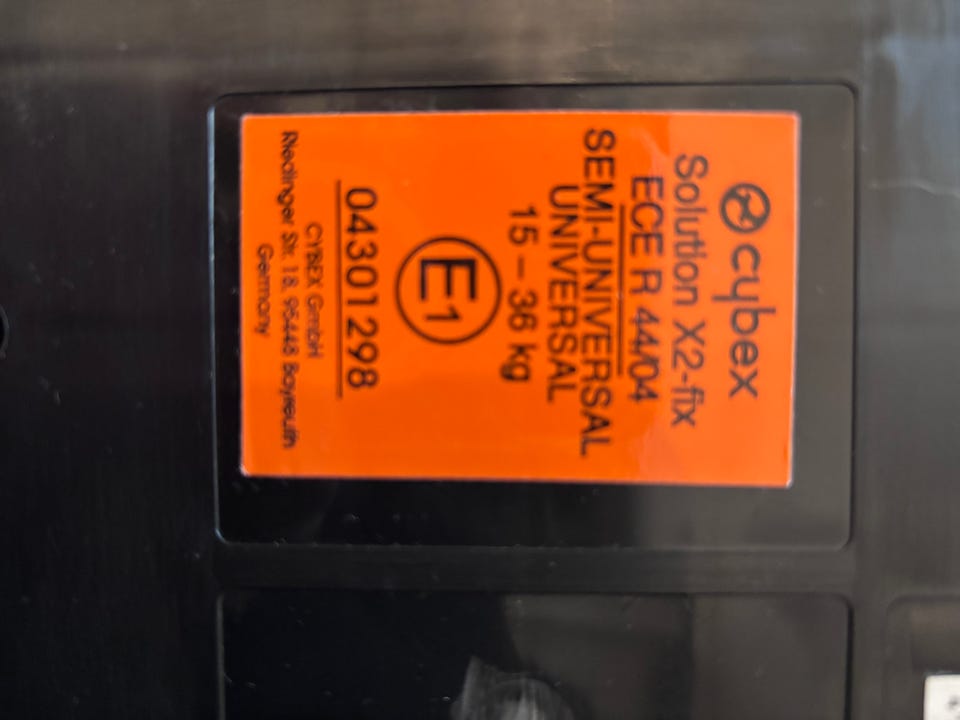 cybex
Solution X2-fix
ECE R 44/04
SEMI-UNIVERSAL
UNIVERSAL
15 – 36 kg
E1
04301298
CYBEX GmbH
Riedinger Str. 18, 95448 Bayreuth
Germany